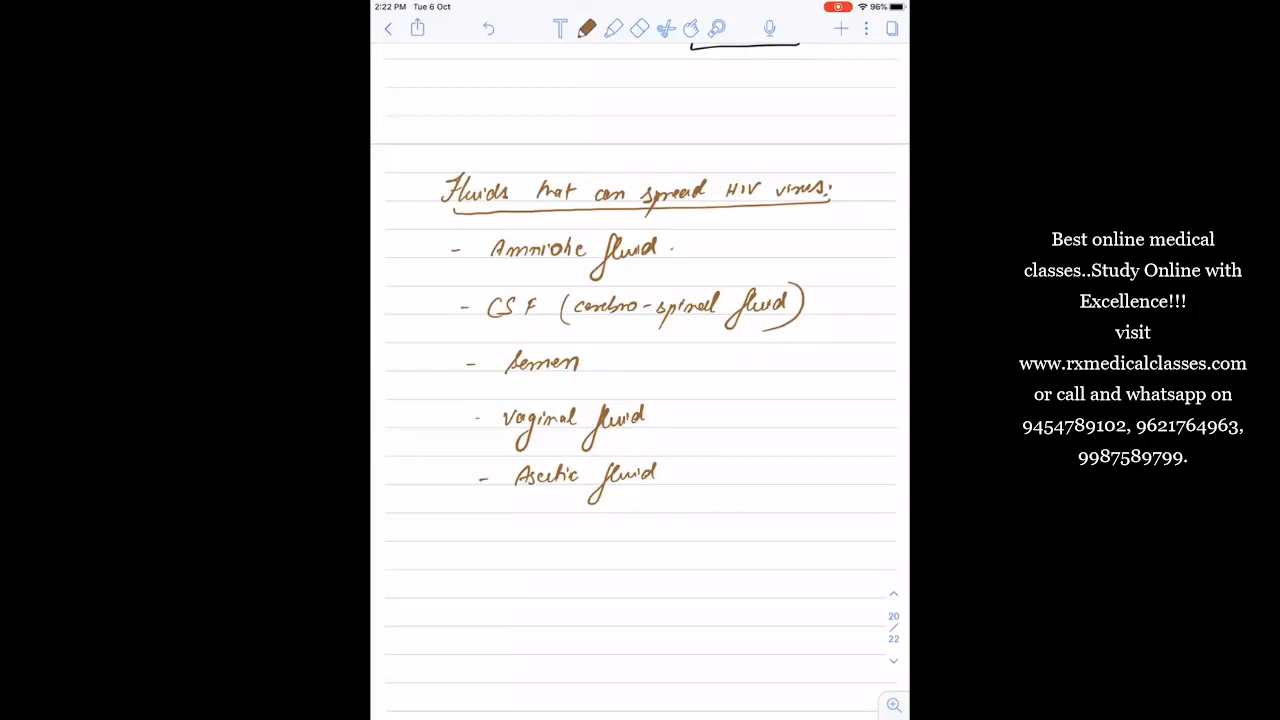 2:22 PM Tue 6 Oct
96%
Fluids that can spread HIV virus:
- Amniotic fluid
- CSF (cerebro-spinal fluid)
- Semen
- Vaginal fluid
- Ascetic fluid
20
/
22
Best online medical
classes..Study Online with
Excellence!!!
visit
www.rxmedicalclasses.com
or call and whatsapp on
9454789102, 9621764963,
9987589799.